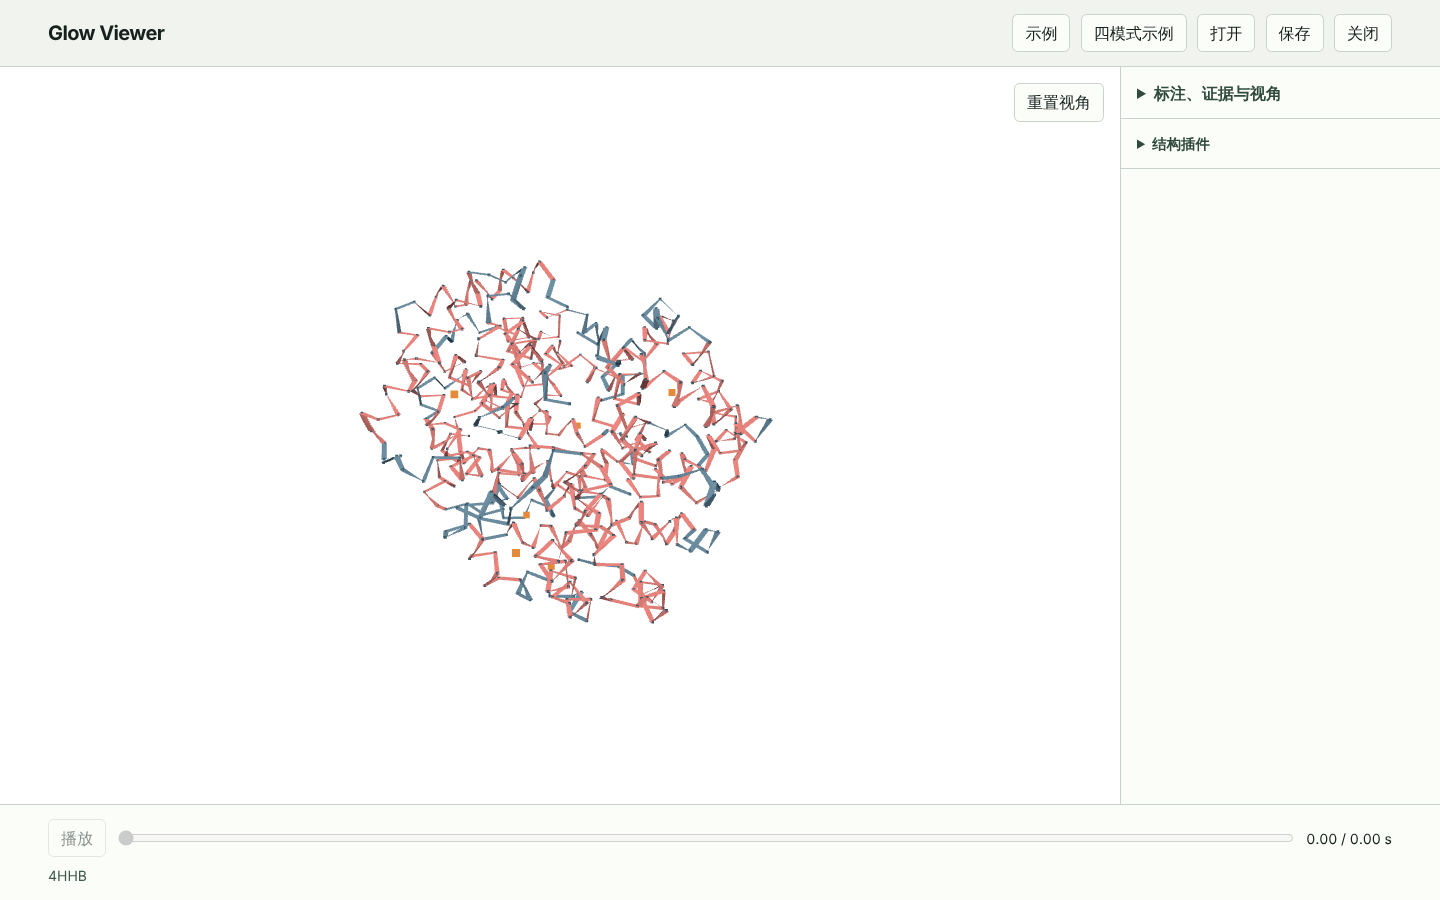 Glow Viewer
示例
四模式示例
打开
保存
关闭
重置视角
标注、证据与视角
结构插件
播放
0.00 / 0.00 s
4HHB